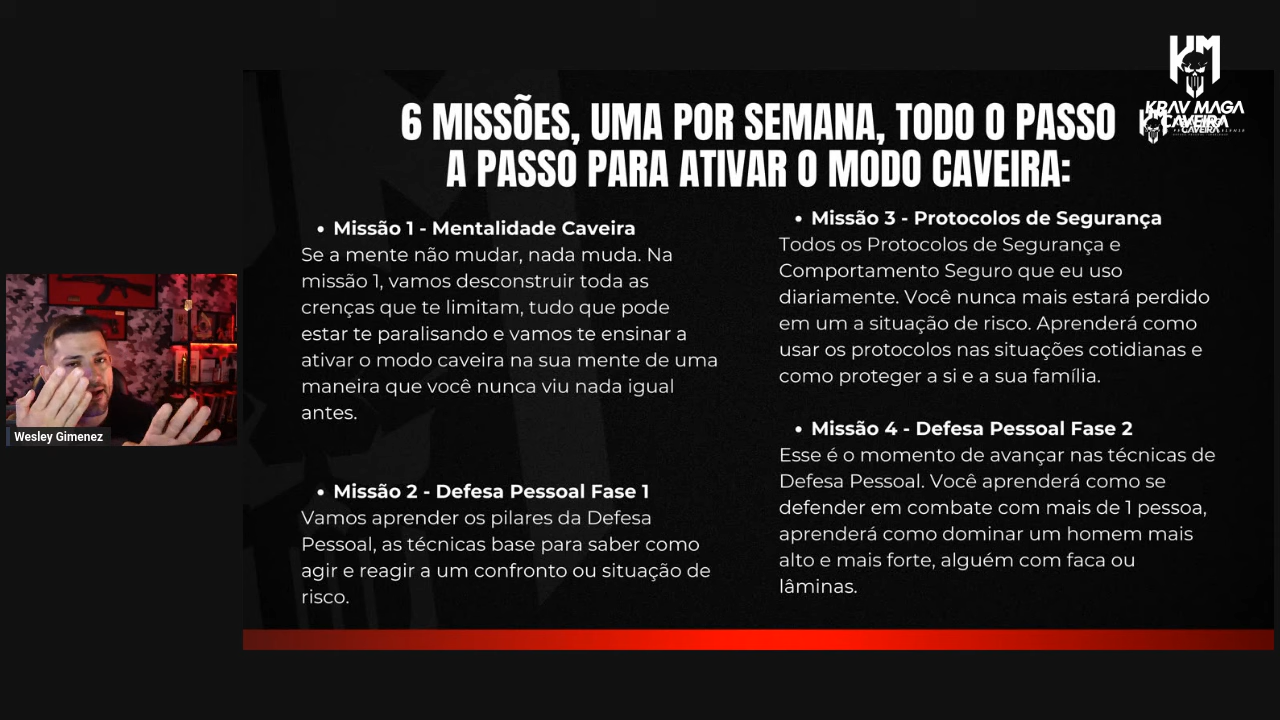 KM
KRAV MAGA
CAVEIRA
CAVEIRA
6 MISSÕES, UMA POR SEMANA, TODO O PASSO
A PASSO PARA ATIVAR O MODO CAVEIRA:
• Missão 1 - Mentalidade Caveira
Se a mente não mudar, nada muda. Na
missão 1, vamos desconstruir toda as
crenças que te limitam, tudo que pode
estar te paralisando e vamos te ensinar a
ativar o modo caveira na sua mente de uma
maneira que você nunca viu nada igual
antes.
• Missão 2 - Defesa Pessoal Fase 1
Vamos aprender os pilares da Defesa
Pessoal, as técnicas base para saber como
agir e reagir a um confronto ou situação de
risco.
• Missão 3 - Protocolos de Segurança
Todos os Protocolos de Segurança e
Comportamento Seguro que eu uso
diariamente. Você nunca mais estará perdido
em um a situação de risco. Aprenderá como
usar os protocolos nas situações cotidianas e
como proteger a si e a sua família.
• Missão 4 - Defesa Pessoal Fase 2
Esse é o momento de avançar nas técnicas de
Defesa Pessoal. Você aprenderá como se
defender em combate com mais de 1 pessoa,
aprenderá como dominar um homem mais
alto e mais forte, alguém com faca ou
lâminas.
Wesley Gimenez